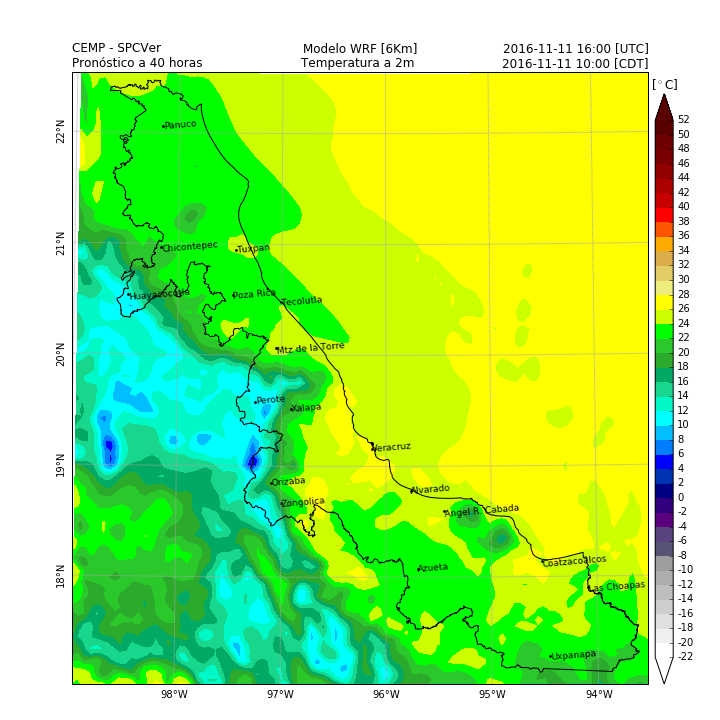 CEMP - SPCVer
Modelo WRF [6Km]
2016-11-11 16:00 [UTC]
Pronóstico a 40 horas
Temperatura a 2m
2016-11-11 10:00 [CDT]
[°C]
52
50
48
46
44
42
40
38
36
34
32
30
28
26
24
22
20
18
16
14
12
10
8
6
4
2
0
-2
-4
-6
-8
-10
-12
-14
-16
-18
-20
-22
22°N
21°N
20°N
19°N
18°N
Panuco
Chicontepec
Tuxpan
Huayacocotla
Poza Rica
Tecolutla
Mtz de la Torre
Perote
Xalapa
Veracruz
Orizaba
Alvarado
Zongolica
Angel R. Cabada
Azueta
Coatzacoalcos
Las Choapas
Uxpanapa
98°W
97°W
96°W
95°W
94°W